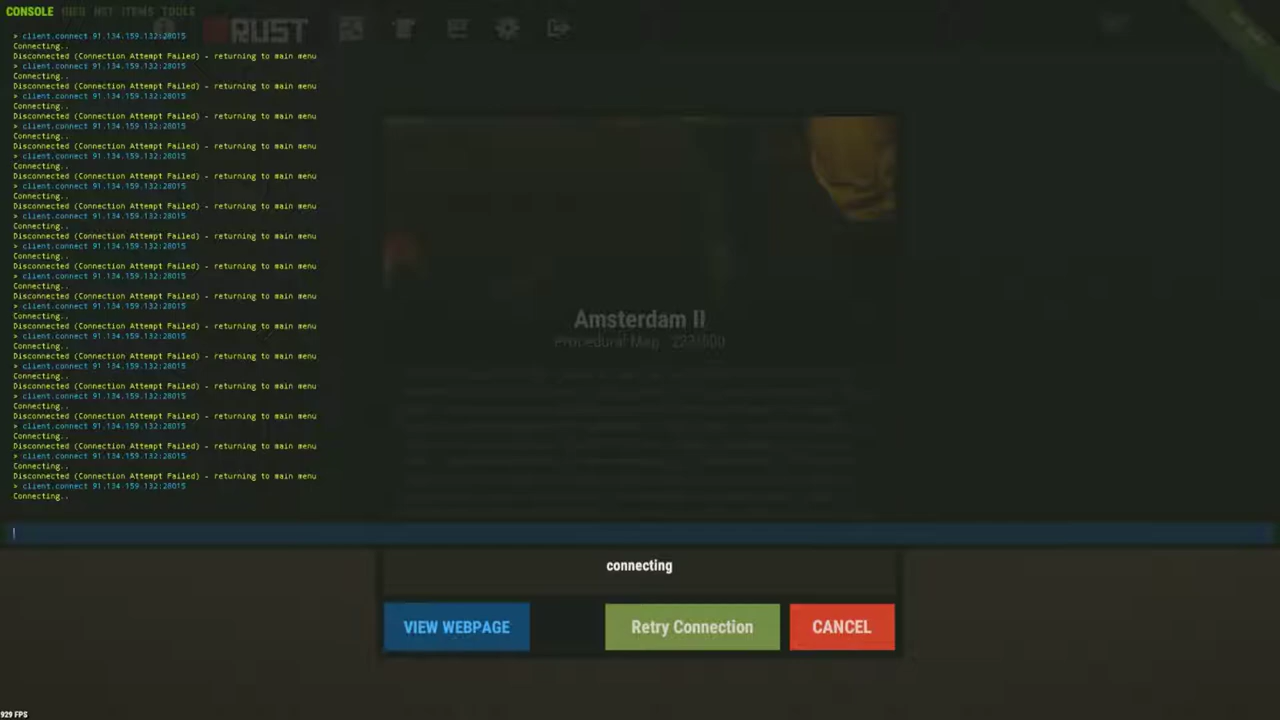 CONSOLE NET ITEMS TOOLS
RUST
> client.connect 91.134.159.132:28015
Connecting..
Disconnected (Connection Attempt Failed) - returning to main menu
> client.connect 91.134.159.132:28015
Connecting..
Disconnected (Connection Attempt Failed) - returning to main menu
> client.connect 91.134.159.132:28015
Connecting..
Disconnected (Connection Attempt Failed) - returning to main menu
> client.connect 91.134.159.132:28015
Connecting..
Disconnected (Connection Attempt Failed) - returning to main menu
> client.connect 91.134.159.132:28015
Connecting..
Disconnected (Connection Attempt Failed) - returning to main menu
> client.connect 91.134.159.132:28015
Connecting..
Disconnected (Connection Attempt Failed) - returning to main menu
> client.connect 91.134.159.132:28015
Connecting..
Disconnected (Connection Attempt Failed) - returning to main menu
> client.connect 91.134.159.132:28015
Connecting..
Disconnected (Connection Attempt Failed) - returning to main menu
> client.connect 91.134.159.132:28015
Connecting..
Disconnected (Connection Attempt Failed) - returning to main menu
> client.connect 91.134.159.132:28015
Connecting..
Disconnected (Connection Attempt Failed) - returning to main menu
> client.connect 91.134.159.132:28015
Connecting..
Disconnected (Connection Attempt Failed) - returning to main menu
> client.connect 91.134.159.132:28015
Connecting..
Disconnected (Connection Attempt Failed) - returning to main menu
> client.connect 91.134.159.132:28015
Connecting..
Disconnected (Connection Attempt Failed) - returning to main menu
> client.connect 91.134.159.132:28015
Connecting..
Disconnected (Connection Attempt Failed) - returning to main menu
> client.connect 91.134.159.132:28015
Connecting..
Disconnected (Connection Attempt Failed) - returning to main menu
> client.connect 91.134.159.132:28015
Connecting..
Amsterdam II
Procedural Map
connecting
VIEW WEBPAGE
Retry Connection
CANCEL
929 FPS